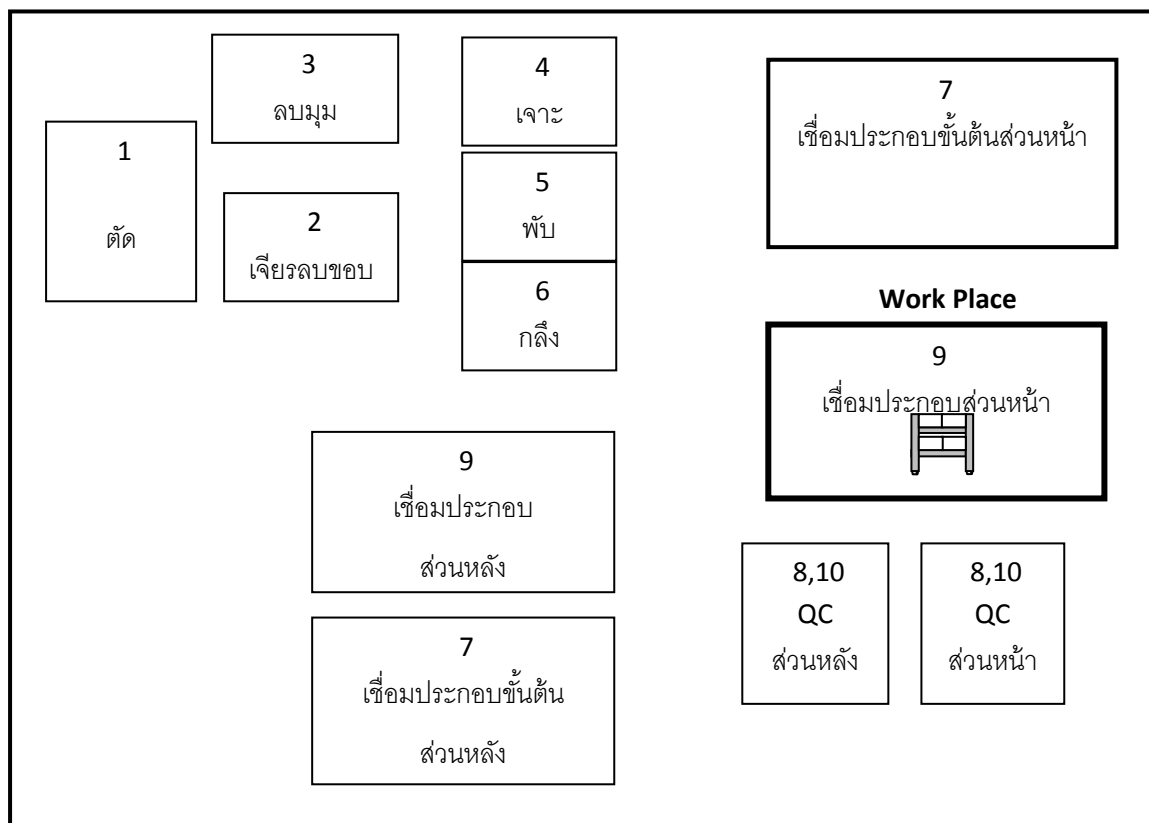 1
ตัด
3
ลบมุม
2
เจียรลบขอบ
4
เจาะ
5
พับ
6
กลึง
7
เชื่อมประกอบขั้นต้นส่วนหน้า
Work Place
9
เชื่อมประกอบส่วนหน้า
9
เชื่อมประกอบ
ส่วนหลัง
7
เชื่อมประกอบขั้นต้น
ส่วนหลัง
8,10
QC
ส่วนหลัง
8,10
QC
ส่วนหน้า